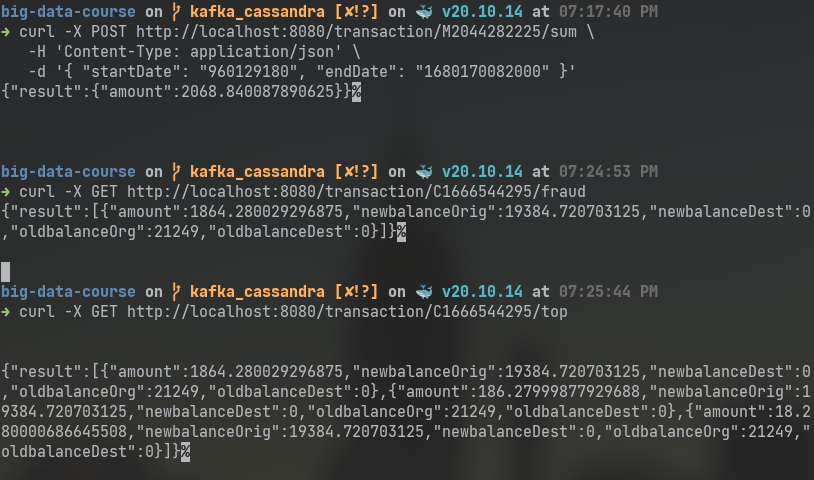 big-data-course on ᚹ kafka_cassandra [✘!?] on 🐳 v20.10.14 at 07:17:40 PM
➜ curl -X POST http://localhost:8080/transaction/M2044282225/sum \
   -H 'Content-Type: application/json' \
   -d '{ "startDate": "960129180", "endDate": "1680170082000" }'
{"result":{"amount":2068.840087890625}}%
big-data-course on ᚹ kafka_cassandra [✘!?] on 🐳 v20.10.14 at 07:24:53 PM
➜ curl -X GET http://localhost:8080/transaction/C1666544295/fraud
{"result":[{"amount":1864.280029296875,"newbalanceOrig":19384.720703125,"newbalanceDest":0
,"oldbalanceOrg":21249,"oldbalanceDest":0}]}%
big-data-course on ᚹ kafka_cassandra [✘!?] on 🐳 v20.10.14 at 07:25:44 PM
➜ curl -X GET http://localhost:8080/transaction/C1666544295/top
{"result":[{"amount":1864.280029296875,"newbalanceOrig":19384.720703125,"newbalanceDest":0
,"oldbalanceOrg":21249,"oldbalanceDest":0},{"amount":186.27999877929688,"newbalanceOrig":1
9384.720703125,"newbalanceDest":0,"oldbalanceOrg":21249,"oldbalanceDest":0},{"amount":18.2
80000686645508,"newbalanceOrig":19384.720703125,"newbalanceDest":0,"oldbalanceOrg":21249,"
oldbalanceDest":0}]}%